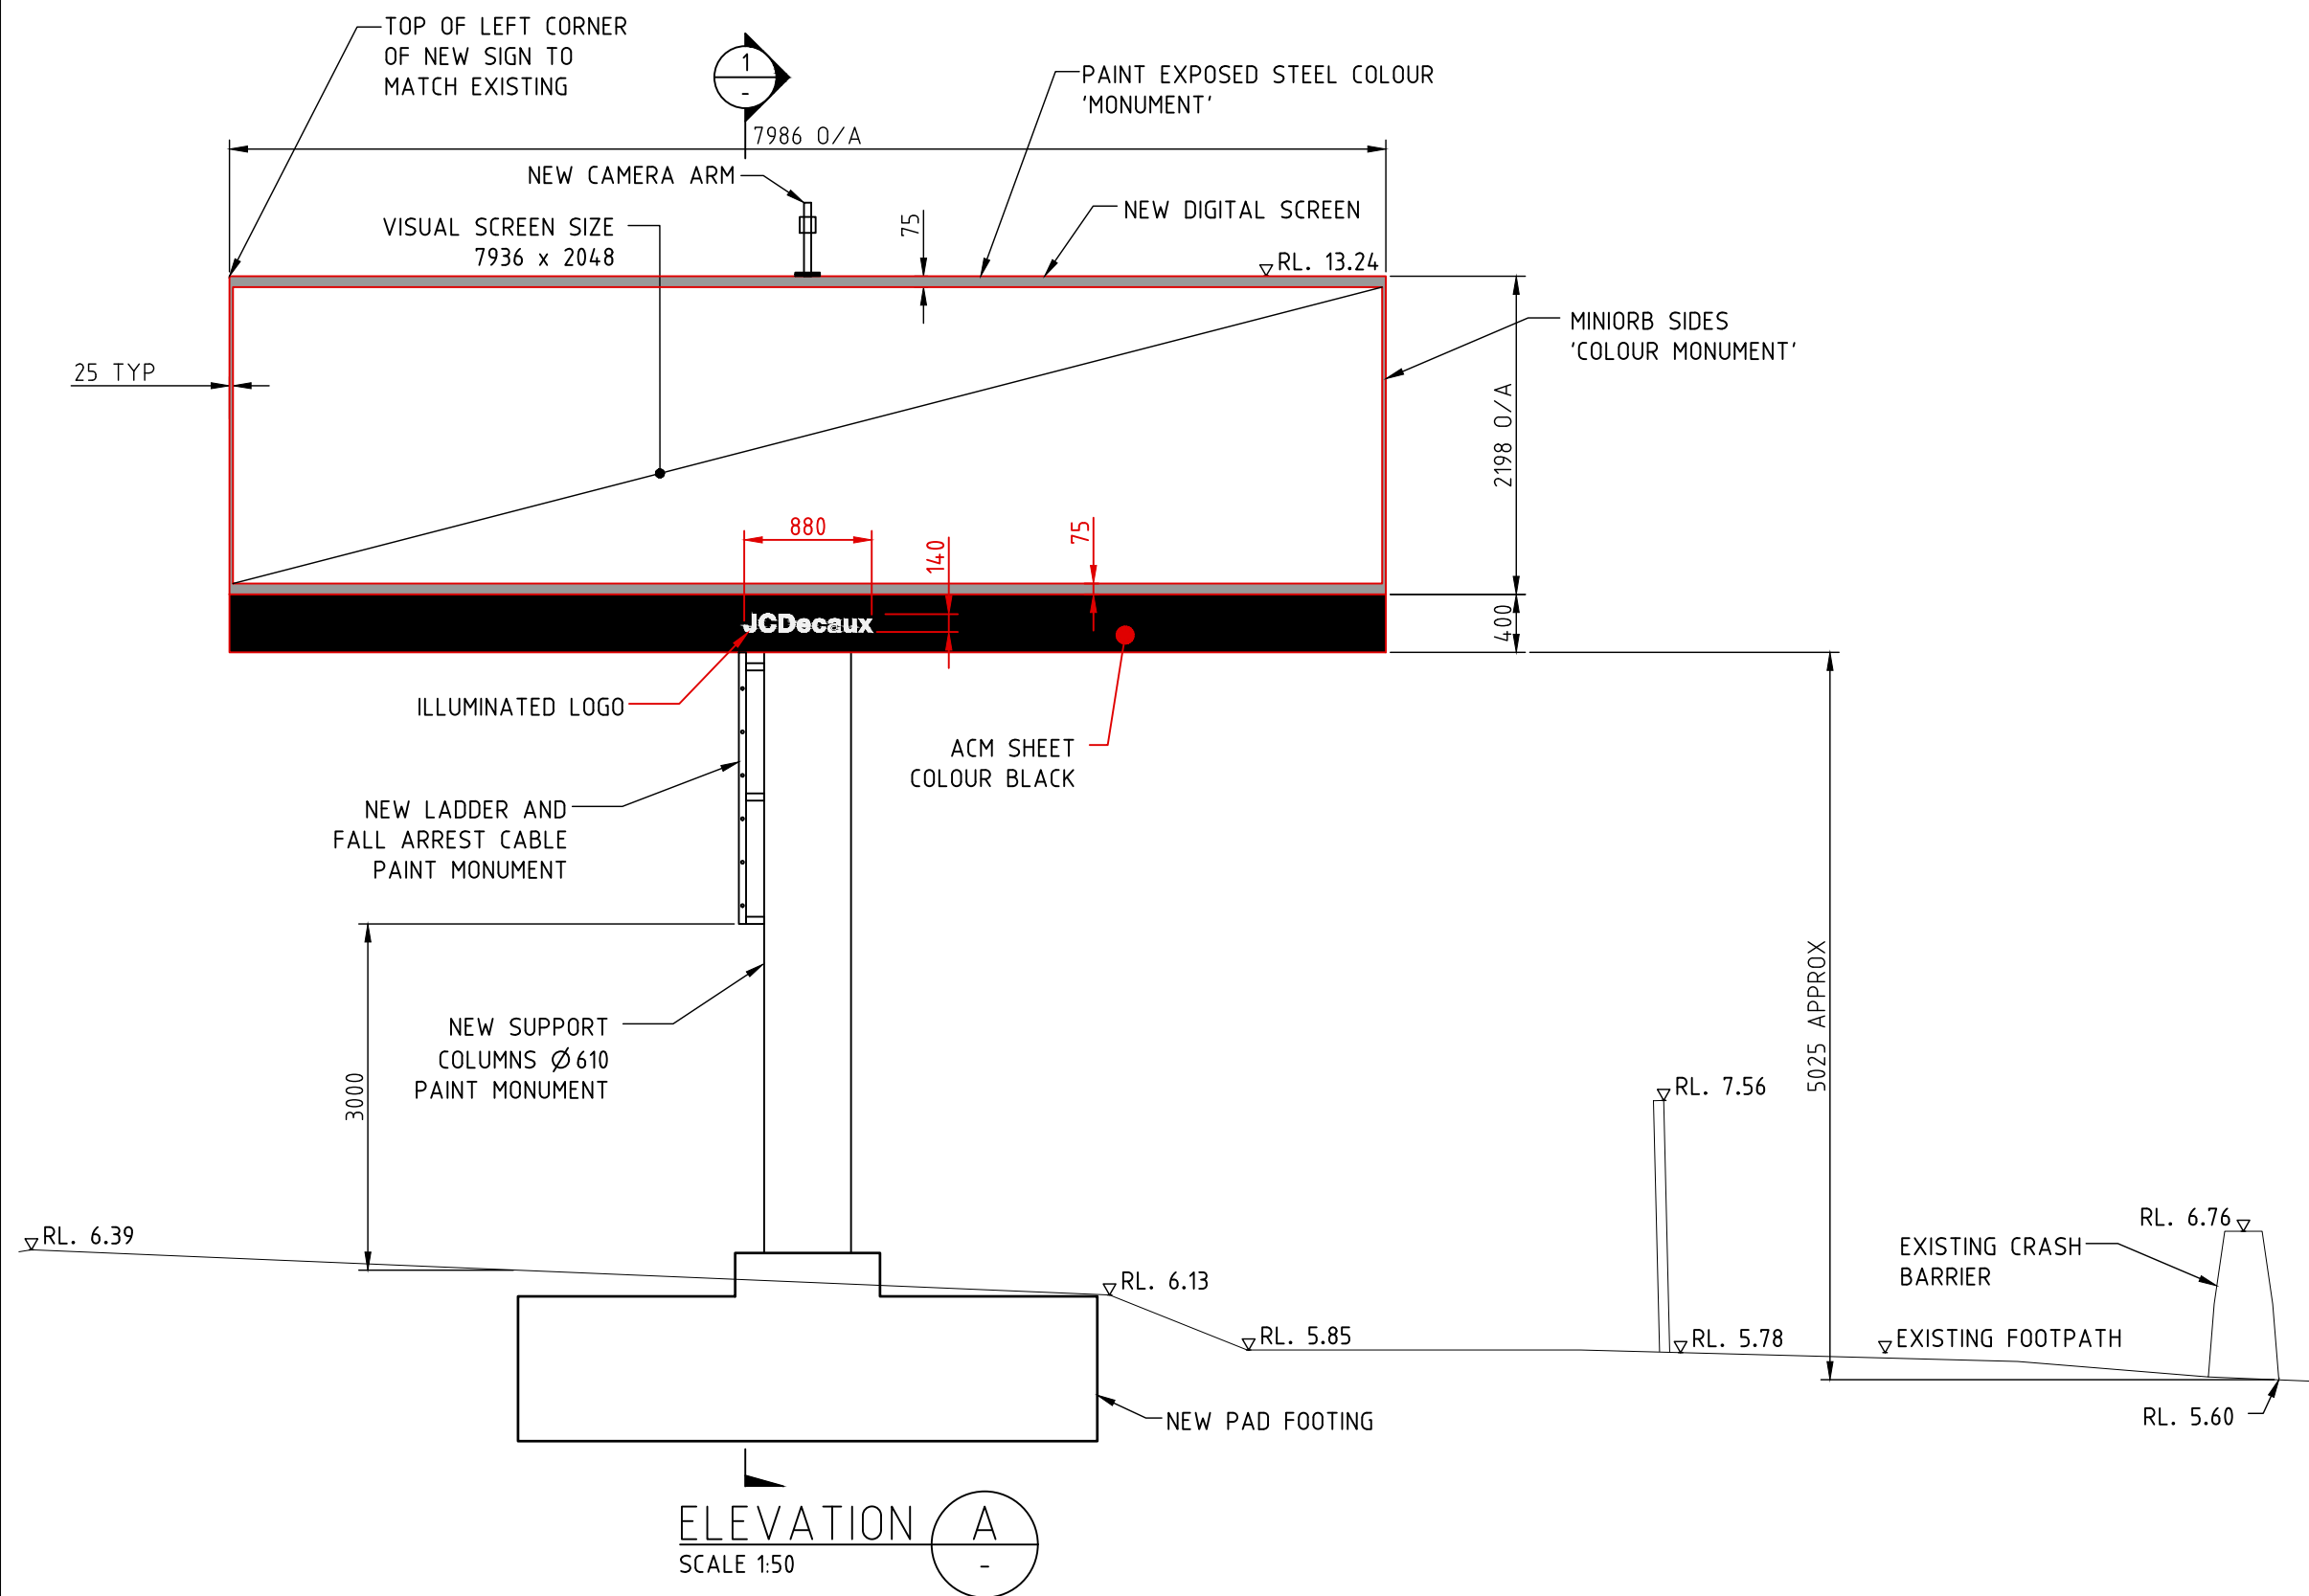 TOP OF LEFT CORNER
OF NEW SIGN TO
MATCH EXISTING
1
-
PAINT EXPOSED STEEL COLOUR
'MONUMENT'
7986 O/A
NEW CAMERA ARM
VISUAL SCREEN SIZE
7936 x 2048
75
NEW DIGITAL SCREEN
RL. 13.24
MINIORB SIDES
'COLOUR MONUMENT'
25 TYP
2198 O/A
880
140
75
400
JCDecaux
ILLUMINATED LOGO
ACM SHEET
COLOUR BLACK
NEW LADDER AND
FALL ARREST CABLE
PAINT MONUMENT
5025 APPROX
NEW SUPPORT
COLUMNS Ø610
PAINT MONUMENT
3000
RL. 7.56
RL. 6.39
RL. 6.76
EXISTING CRASH
BARRIER
RL. 6.13
RL. 5.85
RL. 5.78
EXISTING FOOTPATH
RL. 5.60
NEW PAD FOOTING
ELEVATION
A
-
SCALE 1:50